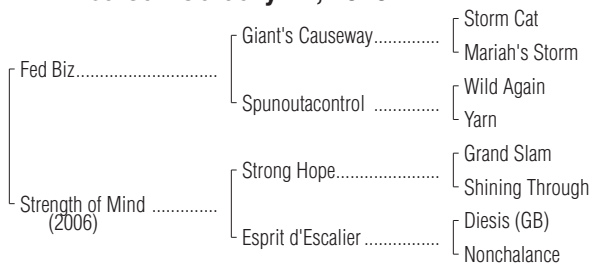 Storm Cat
Giant's Causeway..............
Mariah's Storm
Fed Biz..............................
Wild Again
Spunoutacontrol ..............
Yarn
Grand Slam
Strong Hope......................
Shining Through
Strength of Mind ..............
(2006)
Diesis (GB)
Esprit d'Escalier ................
Nonchalance